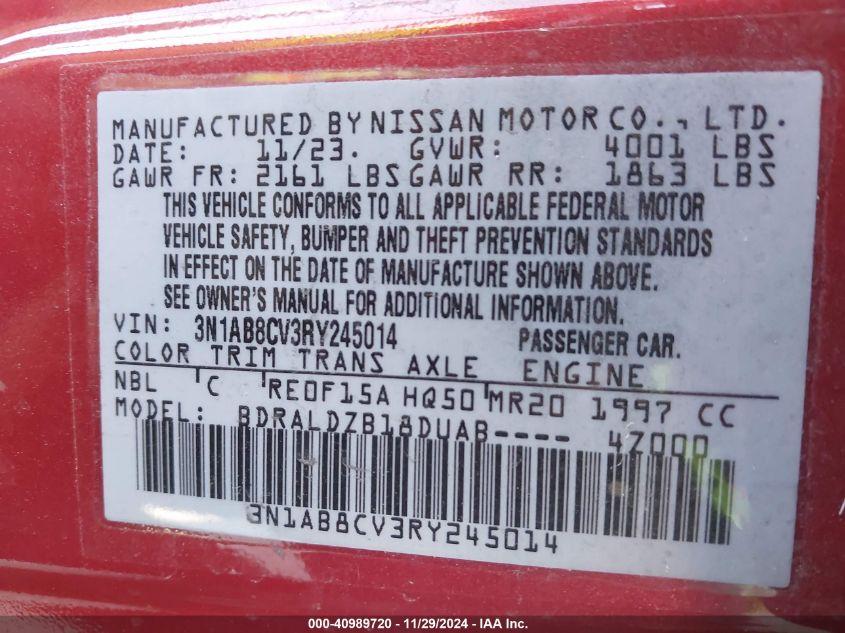 MANUFACTURED BY NISSAN MOTOR CO., LTD.
DATE: 11/23. GVWR: 4001 LBS
GAWR FR: 2161 LBS GAWR RR: 1863 LBS
THIS VEHICLE CONFORMS TO ALL APPLICABLE FEDERAL MOTOR
VEHICLE SAFETY, BUMPER AND THEFT PREVENTION STANDARDS
IN EFFECT ON THE DATE OF MANUFACTURE SHOWN ABOVE.
SEE OWNER'S MANUAL FOR ADDITIONAL INFORMATION.
VIN: 3N1AB8CV3RY245014 PASSENGER CAR.
COLOR TRIM TRANS AXLE ENGINE
NBL C RE0F15A HQ50 MR20 1997 CC
MODEL: BDRALDZB18DUAB---- 4Z000
3N1AB8CV3RY245014
000-40989720 - 11/29/2024 - IAA Inc.